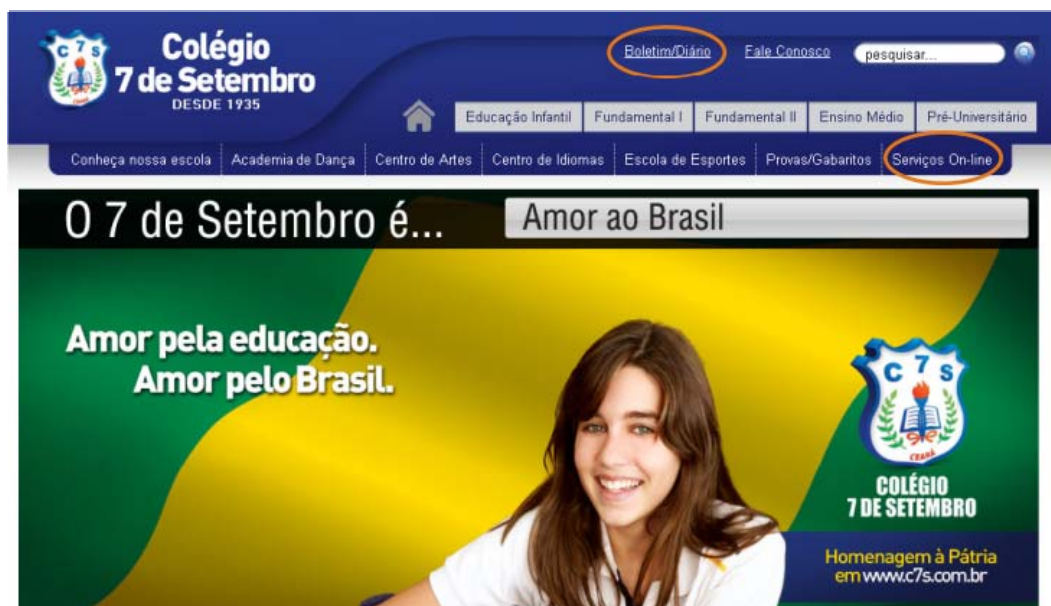 C 7 S
Colégio
7 de Setembro
DESDE 1935
Boletim/Diário Fale Conosco pesquisar....
Educação Infantil Fundamental I Fundamental II Ensino Médio Pré-Universitário
Conheça nossa escola Academia de Dança Centro de Artes Centro de Idiomas Escola de Esportes Provas/Gabaritos Serviços On-line
O 7 de Setembro é... Amor ao Brasil
Amor pela educação.
Amor pelo Brasil.
C 7 S
CEARÁ
COLÉGIO
7 DE SETEMBRO
Homenagem à Pátria
em www.c7s.com.br